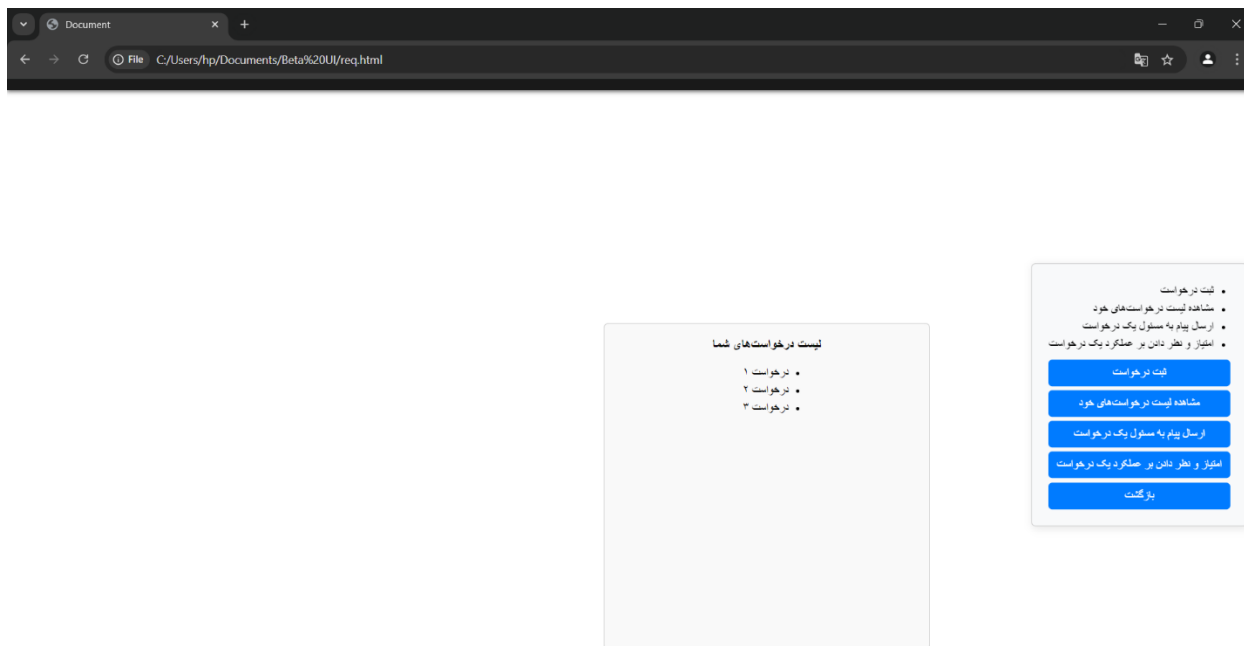 Document
File C:/Users/hp/Documents/Beta%20UI/req.html
ثبت درخواست
مشاهده لیست درخواست‌های خود
ارسال پیام به مسئول یک درخواست
امتیاز و نظر دادن بر عملکرد یک درخواست
ثبت درخواست
مشاهده لیست درخواست‌های خود
ارسال پیام به مسئول یک درخواست
امتیاز و نظر دادن بر عملکرد یک درخواست
بازگشت
لیست درخواست‌های شما
درخواست ۱
درخواست ۲
درخواست ۳